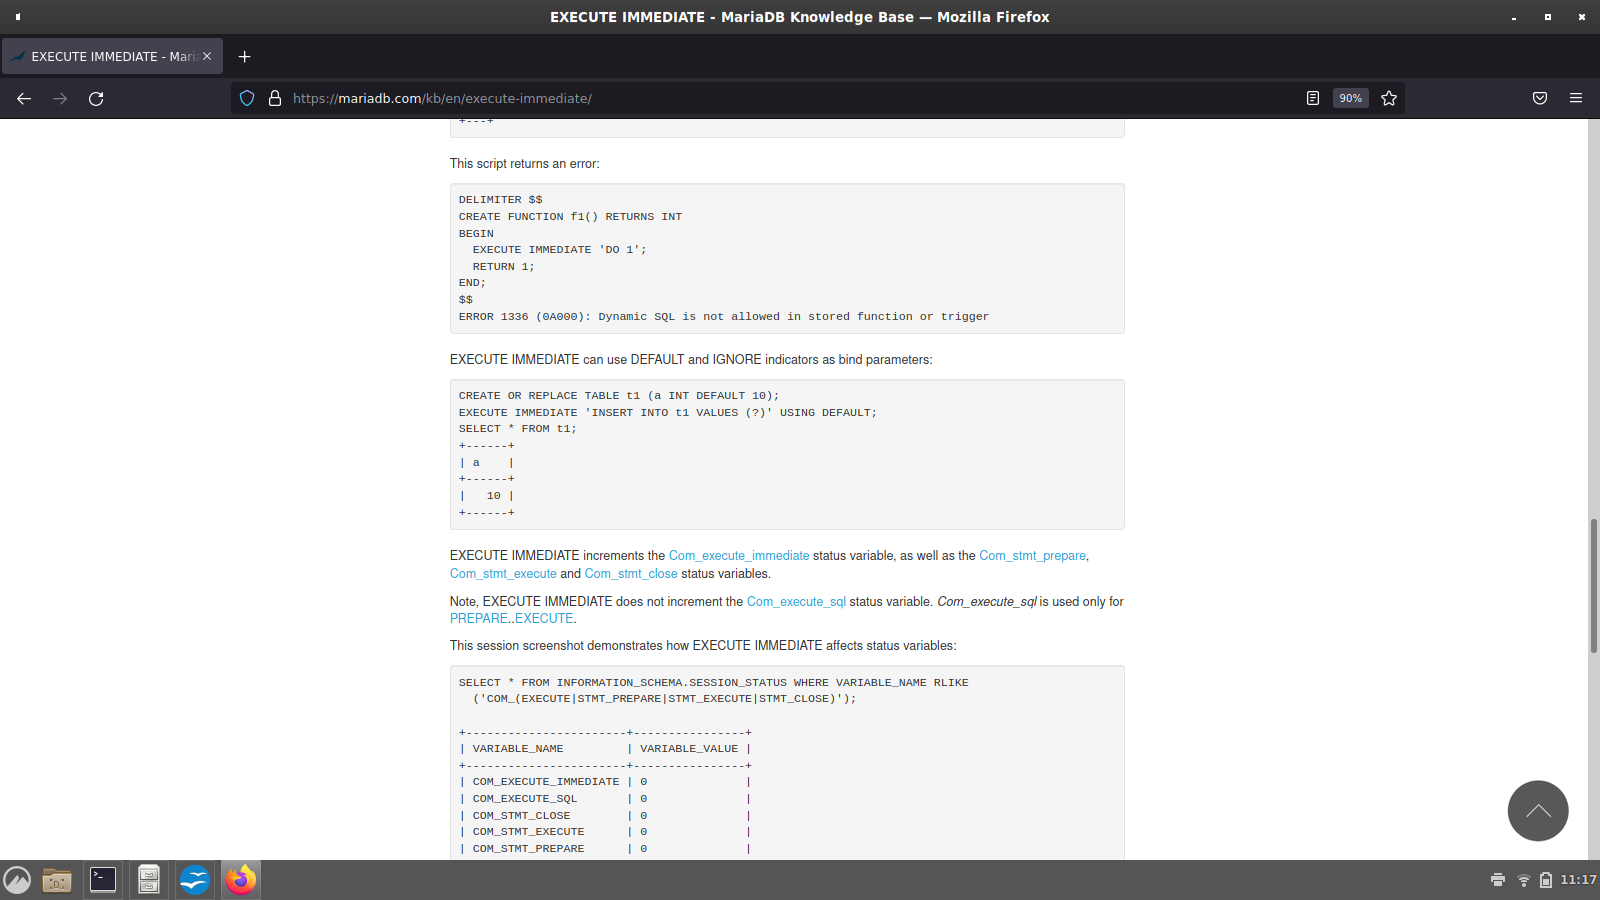 EXECUTE IMMEDIATE - MariaDB Knowledge Base — Mozilla Firefox
EXECUTE IMMEDIATE - Maria
https://mariadb.com/kb/en/execute-immediate/
90%
+---+
This script returns an error:
DELIMITER $$
CREATE FUNCTION f1() RETURNS INT
BEGIN
  EXECUTE IMMEDIATE 'DO 1';
  RETURN 1;
END;
$$
ERROR 1336 (0A000): Dynamic SQL is not allowed in stored function or trigger
EXECUTE IMMEDIATE can use DEFAULT and IGNORE indicators as bind parameters:
CREATE OR REPLACE TABLE t1 (a INT DEFAULT 10);
EXECUTE IMMEDIATE 'INSERT INTO t1 VALUES (?)' USING DEFAULT;
SELECT * FROM t1;
+------+
| a    |
+------+
|   10 |
+------+
EXECUTE IMMEDIATE increments the Com_execute_immediate status variable, as well as the Com_stmt_prepare,
Com_stmt_execute and Com_stmt_close status variables.
Note, EXECUTE IMMEDIATE does not increment the Com_execute_sql status variable. Com_execute_sql is used only for
PREPARE..EXECUTE.
This session screenshot demonstrates how EXECUTE IMMEDIATE affects status variables:
SELECT * FROM INFORMATION_SCHEMA.SESSION_STATUS WHERE VARIABLE_NAME RLIKE
  ('COM_(EXECUTE|STMT_PREPARE|STMT_EXECUTE|STMT_CLOSE)');
+-----------------------+----------------+
| VARIABLE_NAME         | VARIABLE_VALUE |
+-----------------------+----------------+
| COM_EXECUTE_IMMEDIATE | 0              |
| COM_EXECUTE_SQL       | 0              |
| COM_STMT_CLOSE        | 0              |
| COM_STMT_EXECUTE      | 0              |
| COM_STMT_PREPARE      | 0              |
11:17